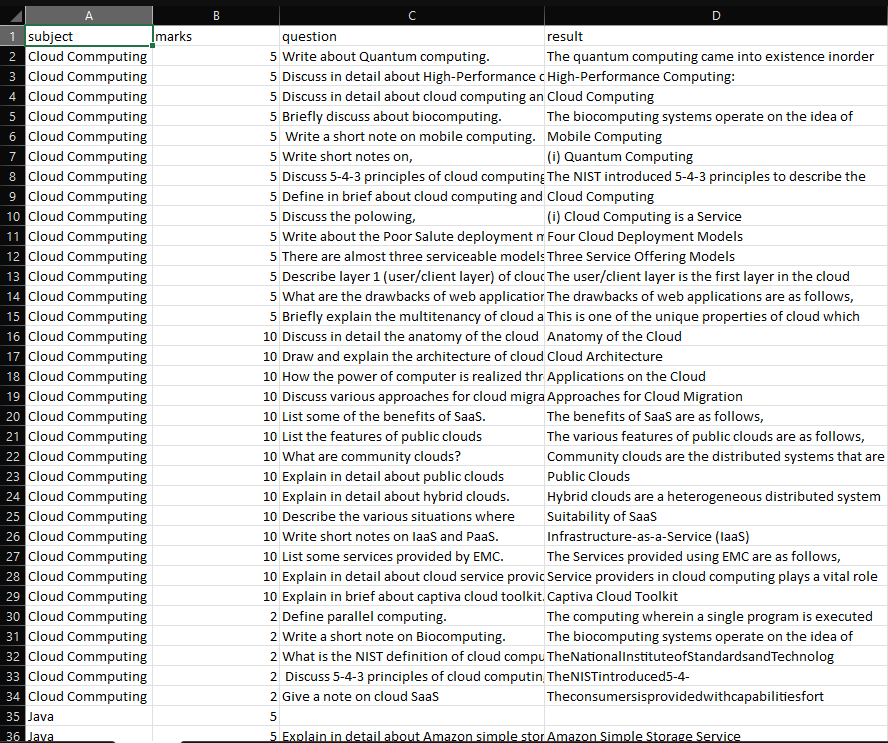 A B C D
1 subject marks question result
2 Cloud Commputing 5 Write about Quantum computing. The quantum computing came into existence inorder
3 Cloud Commputing 5 Discuss in detail about High-Performance c High-Performance Computing:
4 Cloud Commputing 5 Discuss in detail about cloud computing an Cloud Computing
5 Cloud Commputing 5 Briefly discuss about biocomputing. The biocomputing systems operate on the idea of
6 Cloud Commputing 5 Write a short note on mobile computing. Mobile Computing
7 Cloud Commputing 5 Write short notes on, (i) Quantum Computing
8 Cloud Commputing 5 Discuss 5-4-3 principles of cloud computing The NIST introduced 5-4-3 principles to describe the
9 Cloud Commputing 5 Define in brief about cloud computing and Cloud Computing
10 Cloud Commputing 5 Discuss the polowing, (i) Cloud Computing is a Service
11 Cloud Commputing 5 Write about the Poor Salute deployment m Four Cloud Deployment Models
12 Cloud Commputing 5 There are almost three serviceable models Three Service Offering Models
13 Cloud Commputing 5 Describe layer 1 (user/client layer) of clou The user/client layer is the first layer in the cloud
14 Cloud Commputing 5 What are the drawbacks of web application The drawbacks of web applications are as follows,
15 Cloud Commputing 5 Briefly explain the multitenancy of cloud a This is one of the unique properties of cloud which
16 Cloud Commputing 10 Discuss in detail the anatomy of the cloud Anatomy of the Cloud
17 Cloud Commputing 10 Draw and explain the architecture of cloud Cloud Architecture
18 Cloud Commputing 10 How the power of computer is realized thr Applications on the Cloud
19 Cloud Commputing 10 Discuss various approaches for cloud migra Approaches for Cloud Migration
20 Cloud Commputing 10 List some of the benefits of SaaS. The benefits of SaaS are as follows,
21 Cloud Commputing 10 List the features of public clouds The various features of public clouds are as follows,
22 Cloud Commputing 10 What are community clouds? Community clouds are the distributed systems that are
23 Cloud Commputing 10 Explain in detail about public clouds Public Clouds
24 Cloud Commputing 10 Explain in detail about hybrid clouds. Hybrid clouds are a heterogeneous distributed system
25 Cloud Commputing 10 Describe the various situations where Suitability of SaaS
26 Cloud Commputing 10 Write short notes on IaaS and PaaS. Infrastructure-as-a-Service (IaaS)
27 Cloud Commputing 10 List some services provided by EMC. The Services provided using EMC are as follows,
28 Cloud Commputing 10 Explain in detail about cloud service provic Service providers in cloud computing plays a vital role
29 Cloud Commputing 10 Explain in brief about captiva cloud toolkit. Captiva Cloud Toolkit
30 Cloud Commputing 2 Define parallel computing. The computing wherein a single program is executed
31 Cloud Commputing 2 Write a short note on Biocomputing. The biocomputing systems operate on the idea of
32 Cloud Commputing 2 What is the NIST definition of cloud compu TheNationalInstituteofStandardsandTechnolog
33 Cloud Commputing 2 Discuss 5-4-3 principles of cloud computin TheNISTintroduced5-4-
34 Cloud Commputing 2 Give a note on cloud SaaS Theconsumersisprovidedwithcapabilitiesfort
35 Java 5
36 Java 5 Explain in detail about Amazon simple stor Amazon Simple Storage Service